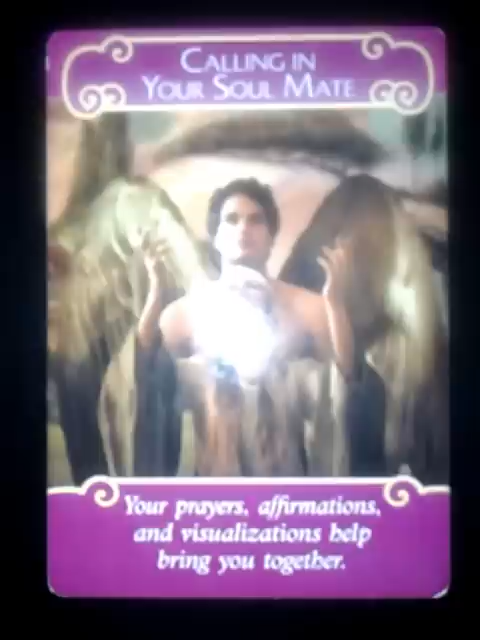 CALLING IN
YOUR SOUL MATE
Your prayers, affirmations,
and visualizations help
bring you together.